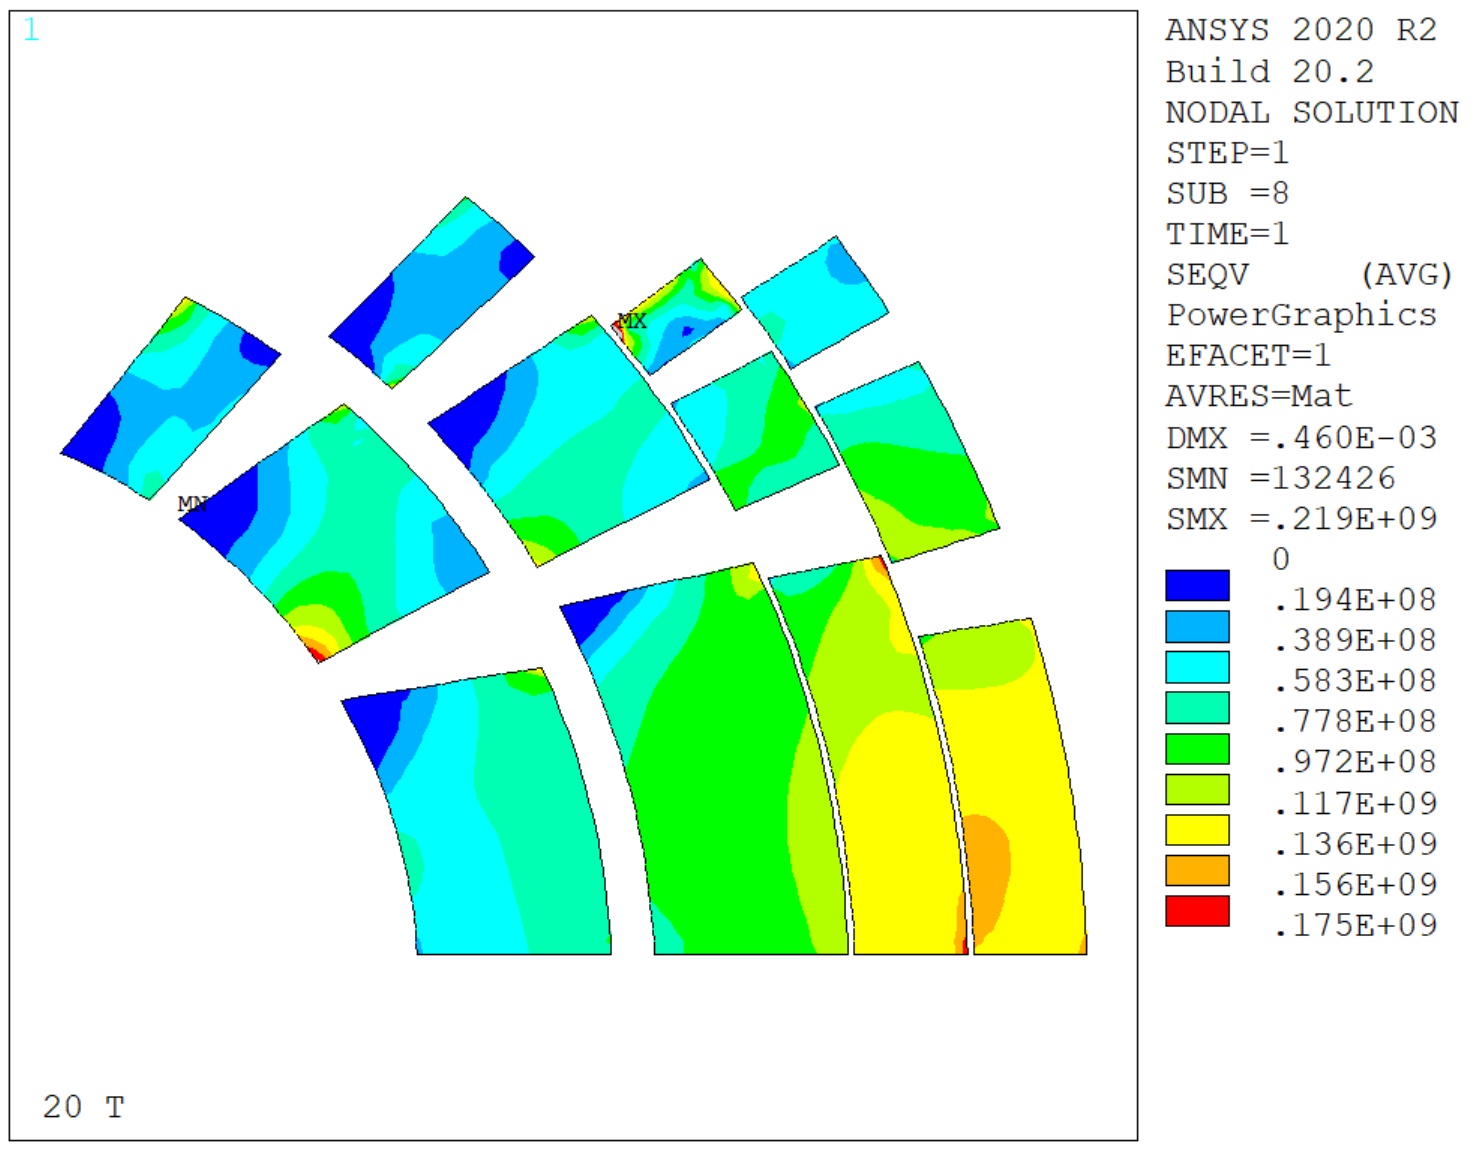 1
ANSYS 2020 R2
Build 20.2
NODAL SOLUTION
STEP=1
SUB =8
TIME=1
SEQV (AVG)
PowerGraphics
EFACET=1
AVRES=Mat
DMX =.460E-03
SMN =132426
SMX =.219E+09
0
.194E+08
.389E+08
.583E+08
.778E+08
.972E+08
.117E+09
.136E+09
.156E+09
.175E+09
MX
MN
20 T